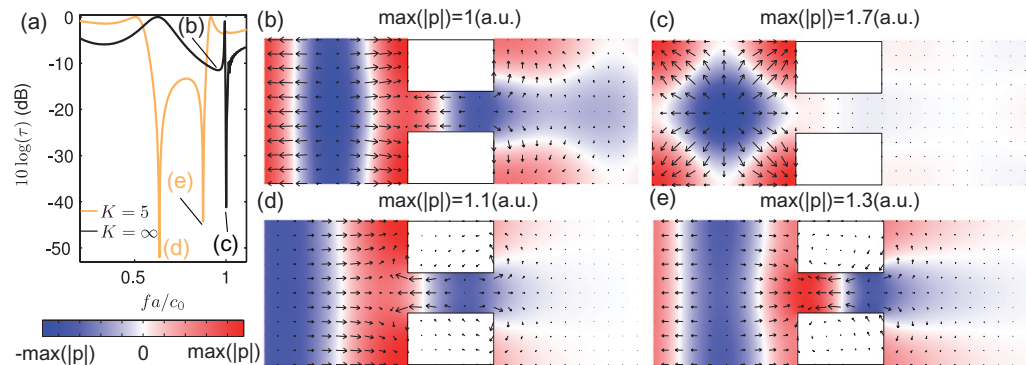 (a)
10 log(τ) (dB)
0
-10
-20
-30
-40
-50
(b)
(e)
K = 5
K = ∞
(d)
(c)
0.5
1
fa/c₀
-max(|p|)
0
max(|p|)
(b)
max(|p|)=1(a.u.)
(c)
max(|p|)=1.7(a.u.)
(d)
max(|p|)=1.1(a.u.)
(e)
max(|p|)=1.3(a.u.)